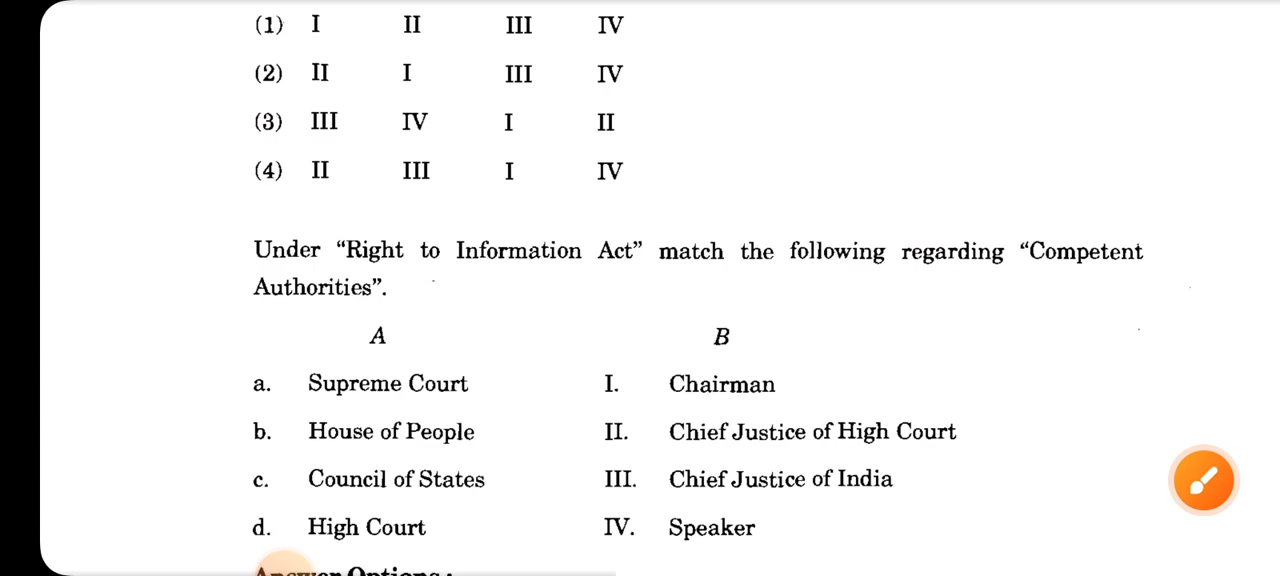 (1) I II III IV
(2) II I III IV
(3) III IV I II
(4) II III I IV
Under “Right to Information Act” match the following regarding “Competent
Authorities”.
A B
a. Supreme Court I. Chairman
b. House of People II. Chief Justice of High Court
c. Council of States III. Chief Justice of India
d. High Court IV. Speaker
Answer Options :